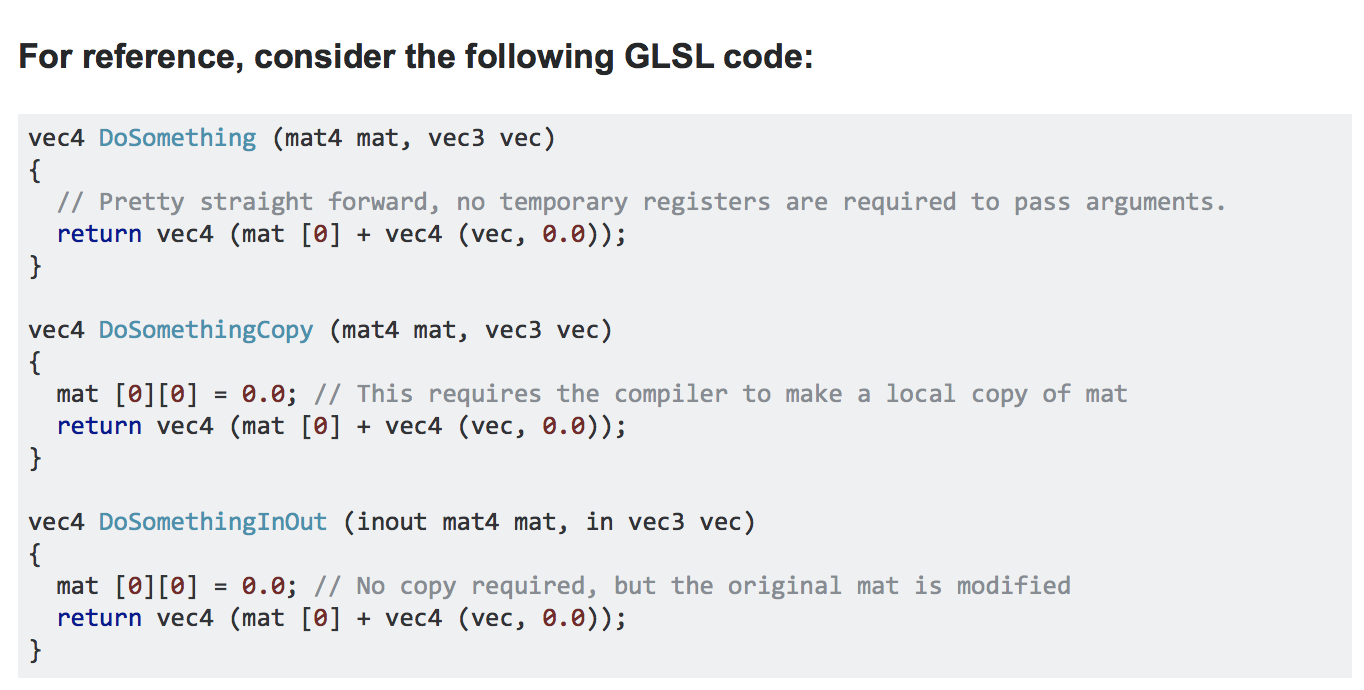 For reference, consider the following GLSL code:
vec4 DoSomething (mat4 mat, vec3 vec)
{
  // Pretty straight forward, no temporary registers are required to pass arguments.
  return vec4 (mat [0] + vec4 (vec, 0.0));
}

vec4 DoSomethingCopy (mat4 mat, vec3 vec)
{
  mat [0][0] = 0.0; // This requires the compiler to make a local copy of mat
  return vec4 (mat [0] + vec4 (vec, 0.0));
}

vec4 DoSomethingInOut (inout mat4 mat, in vec3 vec)
{
  mat [0][0] = 0.0; // No copy required, but the original mat is modified
  return vec4 (mat [0] + vec4 (vec, 0.0));
}